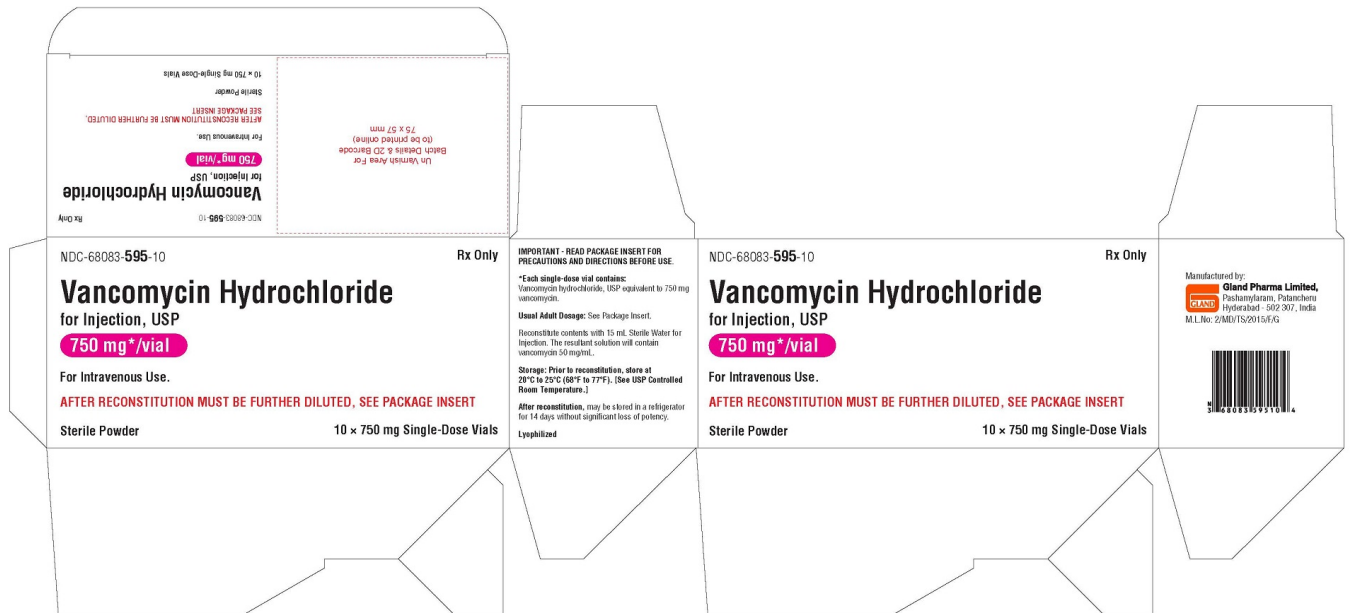 10 × 750 mg Single-Dose Vials
Sterile Powder
AFTER RECONSTITUTION MUST BE FURTHER DILUTED,
SEE PACKAGE INSERT
For Intravenous Use.
750 mg*/vial
for Injection, USP
Vancomycin Hydrochloride
NDC-68083-595-10 Rx Only
Un Varnish Area For
Batch Details & 2D Barcode
(to be printed online)
75 x 57 mm
NDC-68083-595-10 Rx Only
Vancomycin Hydrochloride
for Injection, USP
750 mg*/vial
For Intravenous Use.
AFTER RECONSTITUTION MUST BE FURTHER DILUTED, SEE PACKAGE INSERT
Sterile Powder 10 × 750 mg Single-Dose Vials
IMPORTANT - READ PACKAGE INSERT FOR
PRECAUTIONS AND DIRECTIONS BEFORE USE.
*Each single-dose vial contains:
Vancomycin hydrochloride, USP equivalent to 750 mg
vancomycin.
Usual Adult Dosage: See Package Insert.
Reconstitute contents with 15 mL Sterile Water for
Injection. The resultant solution will contain
vancomycin 50 mg/mL.
Storage: Prior to reconstitution, store at
20°C to 25°C (68°F to 77°F). [See USP Controlled
Room Temperature.]
After reconstitution, may be stored in a refrigerator
for 14 days without significant loss of potency.
Lyophilized
NDC-68083-595-10 Rx Only
Vancomycin Hydrochloride
for Injection, USP
750 mg*/vial
For Intravenous Use.
AFTER RECONSTITUTION MUST BE FURTHER DILUTED, SEE PACKAGE INSERT
Sterile Powder 10 × 750 mg Single-Dose Vials
Manufactured by:
GLAND
Gland Pharma Limited,
Pashamylaram, Patancheru
Hyderabad - 502 307, India
M.L.No: 2/MD/TS/2015/F/G
N
3 68083 59510 4